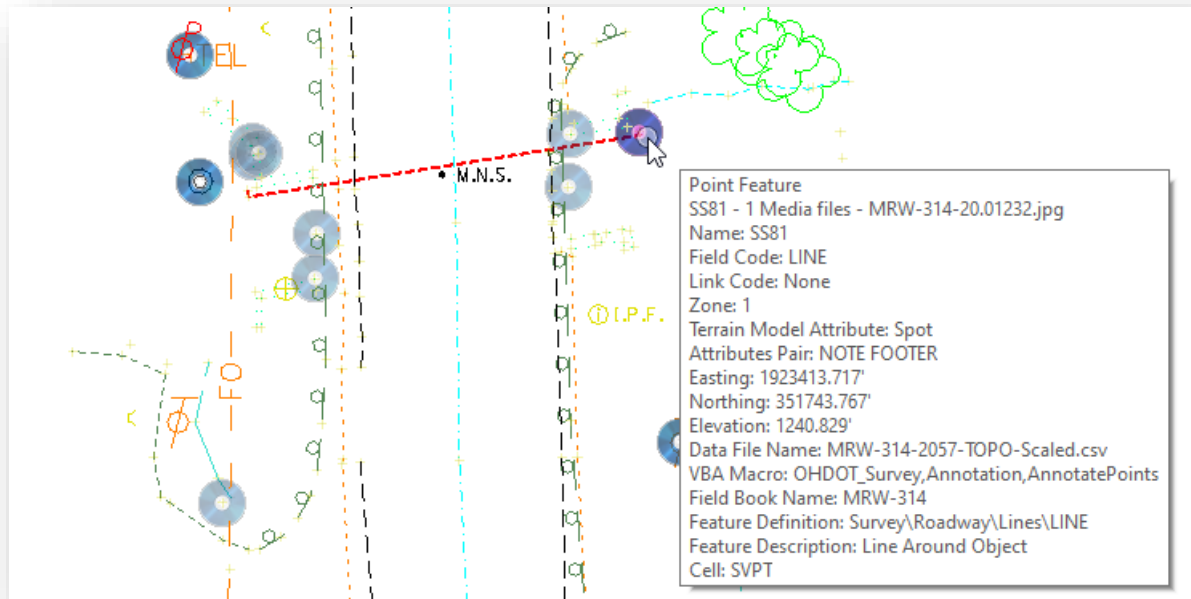 TEL
M.N.S.
I.P.F.
FO
Point Feature
SS81 - 1 Media files - MRW-314-20.01232.jpg
Name: SS81
Field Code: LINE
Link Code: None
Zone: 1
Terrain Model Attribute: Spot
Attributes Pair: NOTE FOOTER
Easting: 1923413.717'
Northing: 351743.767'
Elevation: 1240.829'
Data File Name: MRW-314-2057-TOPO-Scaled.csv
VBA Macro: OHDOT_Survey,Annotation,AnnotatePoints
Field Book Name: MRW-314
Feature Definition: Survey\Roadway\Lines\LINE
Feature Description: Line Around Object
Cell: SVPT